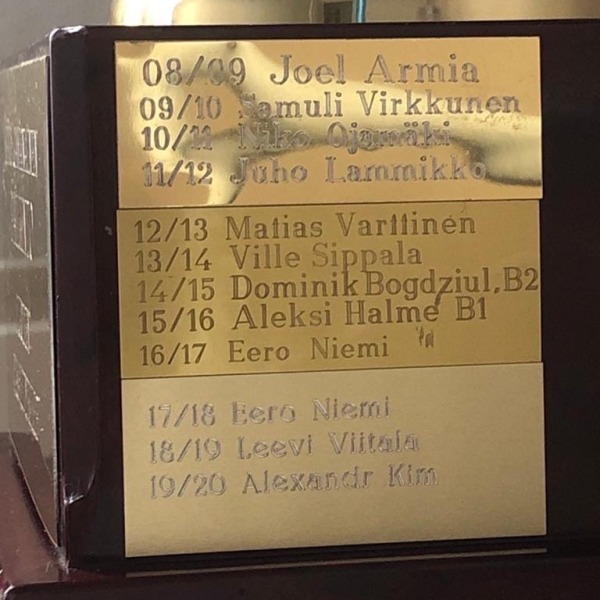 08/09 Joel Armia
09/10 Samuli Virkkunen
10/11 Niko Ojamäki
11/12 Juho Lammikko
12/13 Matias Varttinen
13/14 Ville Sippala
14/15 Dominik Bogdziul,B2
15/16 Aleksi Halme B1
16/17 Eero Niemi
17/18 Eero Niemi
18/19 Leevi Viitala
19/20 Alexandr Kim